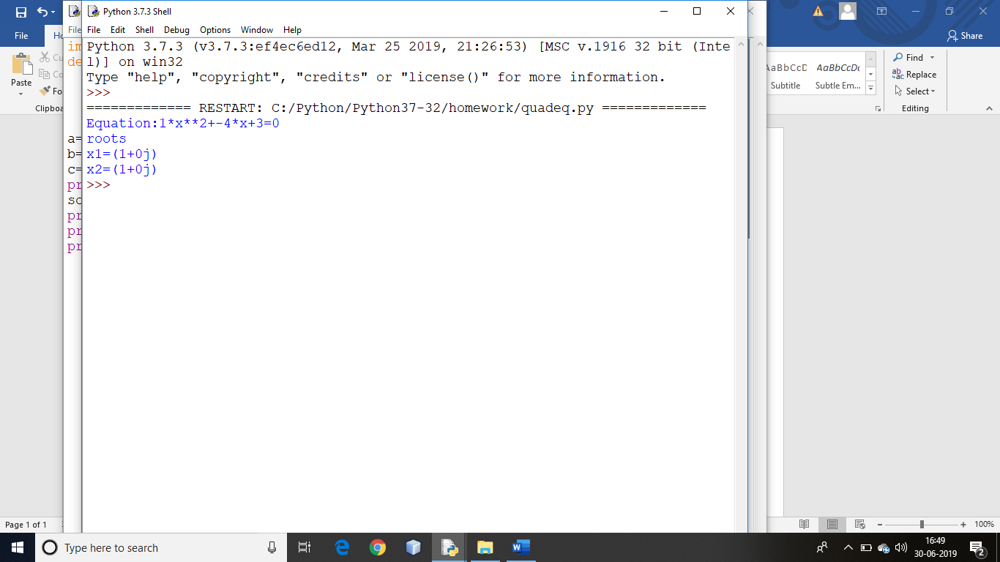 Python 3.7.3 Shell
File Edit Shell Debug Options Window Help
File
File
Share
Python 3.7.3 (v3.7.3:ef4ec6ed12, Mar 25 2019, 21:26:53) [MSC v.1916 32 bit (Inte
l)] on win32
Type "help", "copyright", "credits" or "license()" for more information.
>>>
============= RESTART: C:/Python/Python37-32/homework/quadeq.py =============
Equation:1*x**2+-4*x+3=0
roots
x1=(1+0j)
x2=(1+0j)
>>>
im
de
a=
b=
c=
pr
so
pr
pr
pr
Paste
Cu
Co
Fo
Clipboa
AaBbCcD AaBbCcDc
Subtitle Subtle Em...
Find
Replace
Select
Editing
Page 1 of 1
100%
Type here to search
16:49
30-06-2019
2